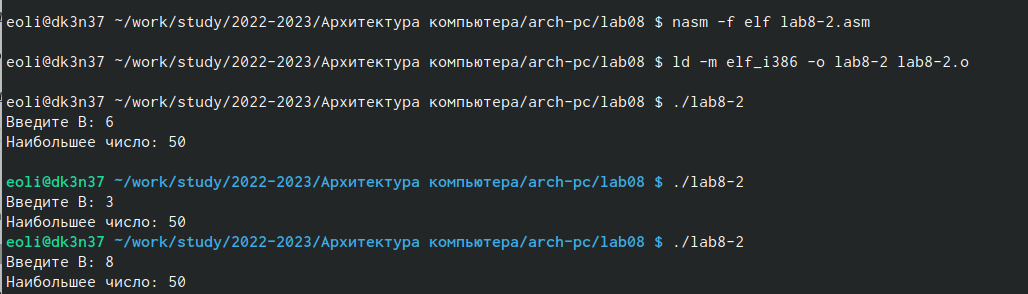 eoli@dk3n37 ~/work/study/2022-2023/Архитектура компьютера/arch-pc/lab08 $ nasm -f elf lab8-2.asm
eoli@dk3n37 ~/work/study/2022-2023/Архитектура компьютера/arch-pc/lab08 $ ld -m elf_i386 -o lab8-2 lab8-2.o
eoli@dk3n37 ~/work/study/2022-2023/Архитектура компьютера/arch-pc/lab08 $ ./lab8-2
Введите B: 6
Наибольшее число: 50
eoli@dk3n37 ~/work/study/2022-2023/Архитектура компьютера/arch-pc/lab08 $ ./lab8-2
Введите B: 3
Наибольшее число: 50
eoli@dk3n37 ~/work/study/2022-2023/Архитектура компьютера/arch-pc/lab08 $ ./lab8-2
Введите B: 8
Наибольшее число: 50